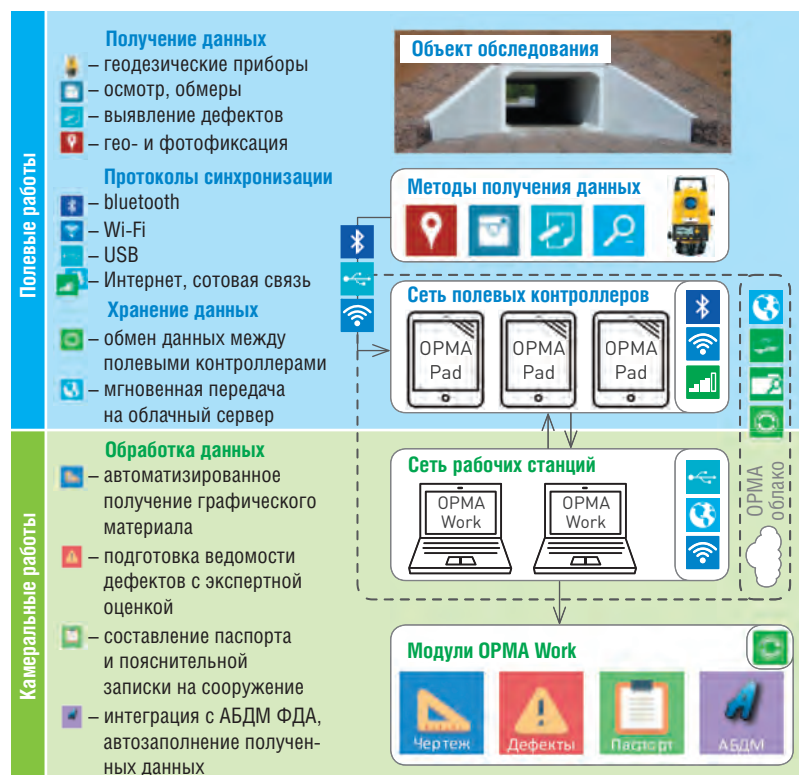 Полевые работы
Получение данных
– геодезические приборы
– осмотр, обмеры
– выявление дефектов
– гео- и фотофиксация
Протоколы синхронизации
– bluetooth
– Wi-Fi
– USB
– Интернет, сотовая связь
Хранение данных
– обмен данных между
полевыми контроллерами
– мгновенная передача
на облачный сервер
Объект обследования
Методы получения данных
Сеть полевых контроллеров
ОРМА
Pad
ОРМА
Pad
ОРМА
Pad
Камеральные работы
Обработка данных
– автоматизированное
получение графического
материала
– подготовка ведомости
дефектов с экспертной
оценкой
– составление паспорта
и пояснительной
записки на сооружение
– интеграция с АБДМ ФДА,
автозаполнение получен-
ных данных
Сеть рабочих станций
ОРМА
Work
ОРМА
Work
ОРМА
облако
Модули ОРМА Work
Чертеж
Дефекты
Паспорт
АБДМ